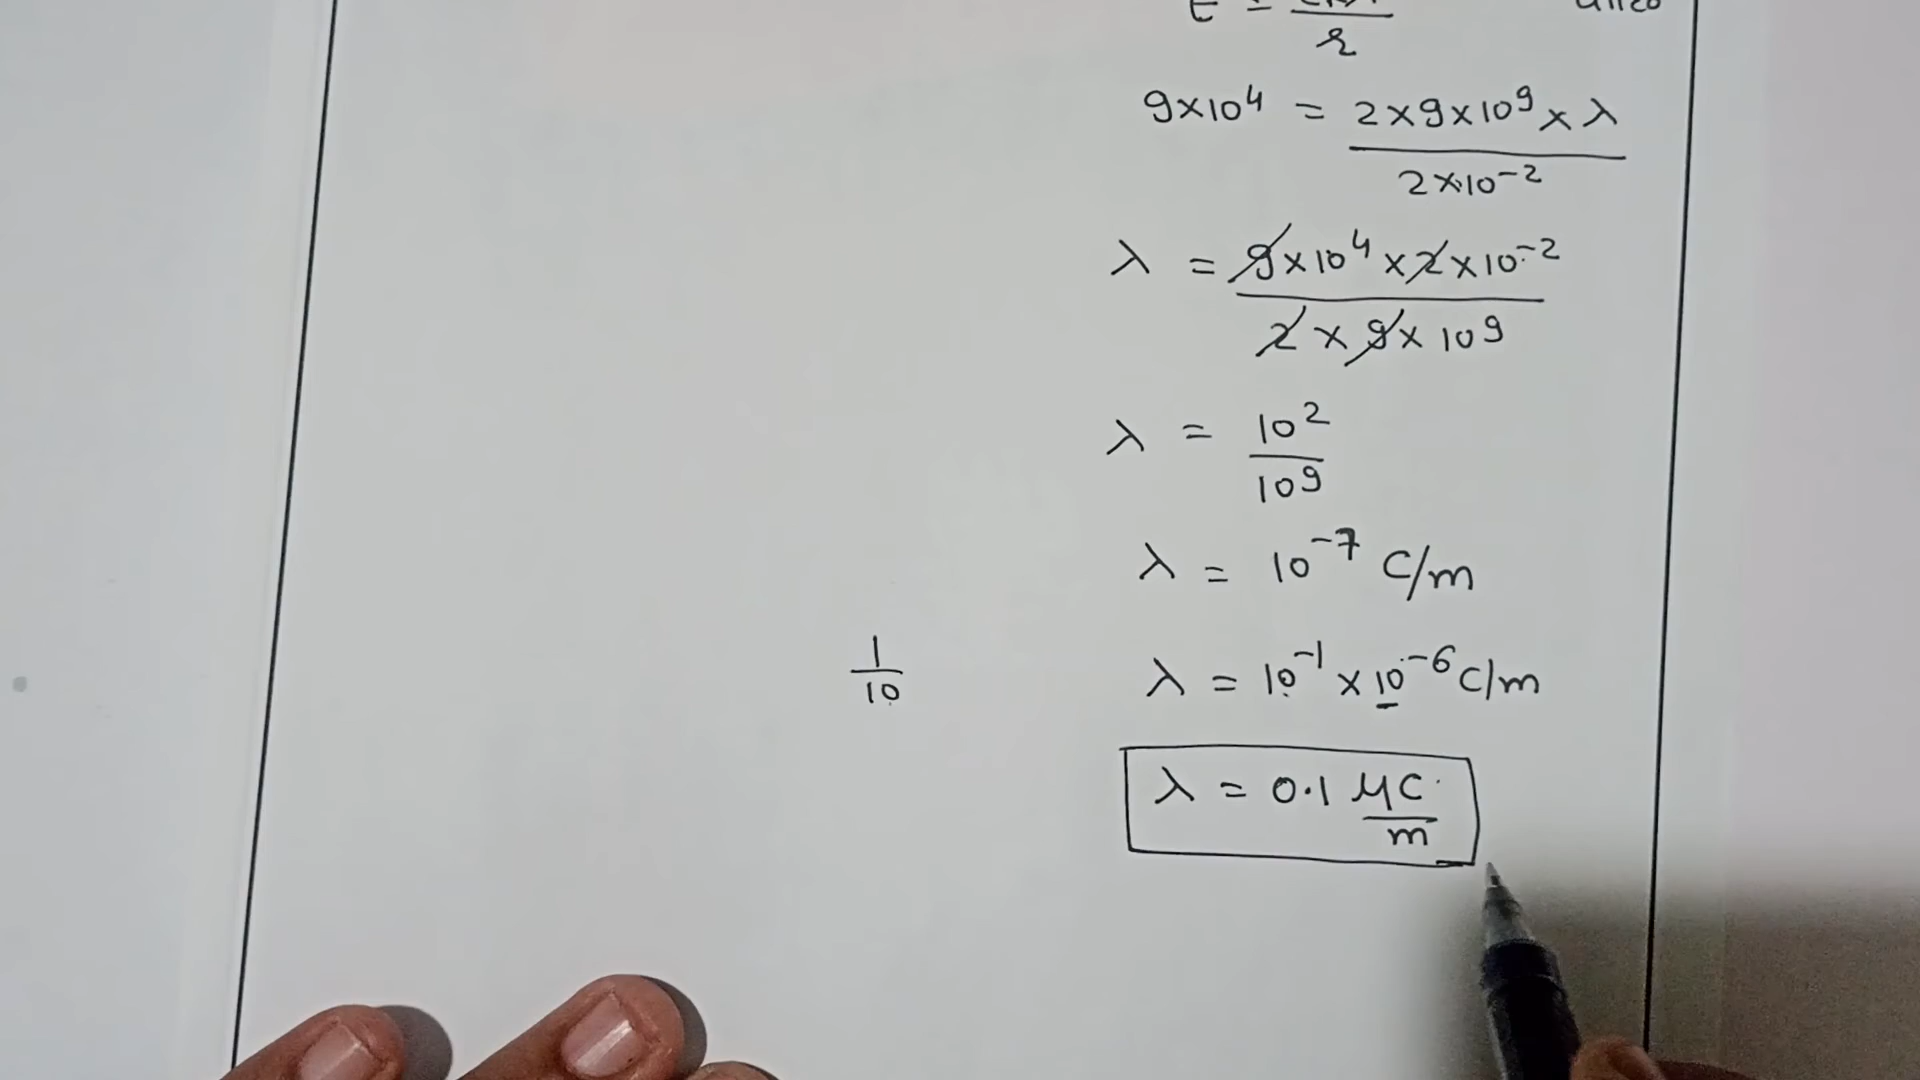 E = 2kλ / r
9×10⁴ = 2×9×10⁹×λ / 2×10⁻²
λ = 9×10⁴×2×10⁻² / 2×9×10⁹
λ = 10² / 10⁹
λ = 10⁻⁷ C/m
1/10
λ = 10⁻¹ × 10⁻⁶ C/m
λ = 0.1 μC / m